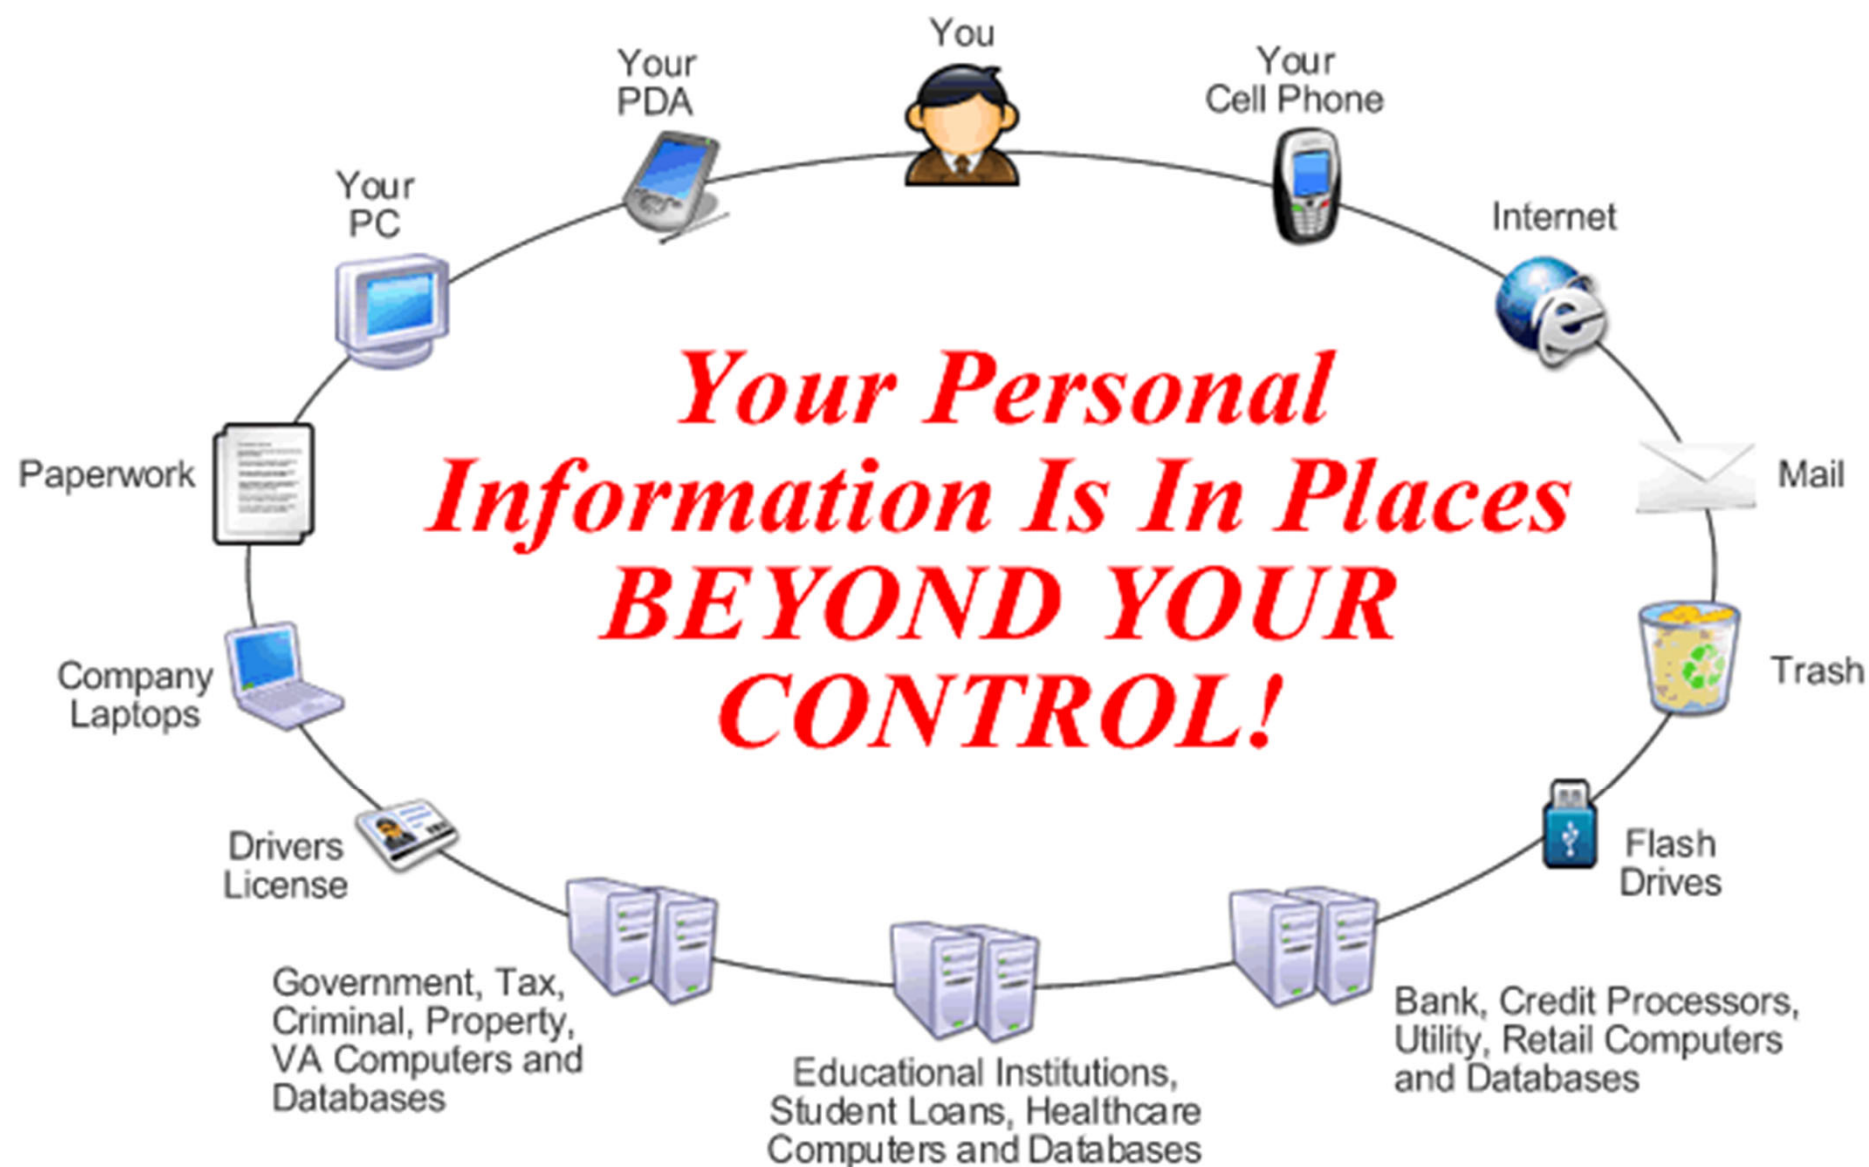 You
Your
PDA
Your
Cell Phone
Your
PC
Internet
Your Personal
Information Is In Places
BEYOND YOUR
CONTROL!
Paperwork
Mail
Company
Laptops
Trash
Drivers
License
Flash
Drives
Government, Tax,
Criminal, Property,
VA Computers and
Databases
Educational Institutions,
Student Loans, Healthcare
Computers and Databases
Bank, Credit Processors,
Utility, Retail Computers
and Databases